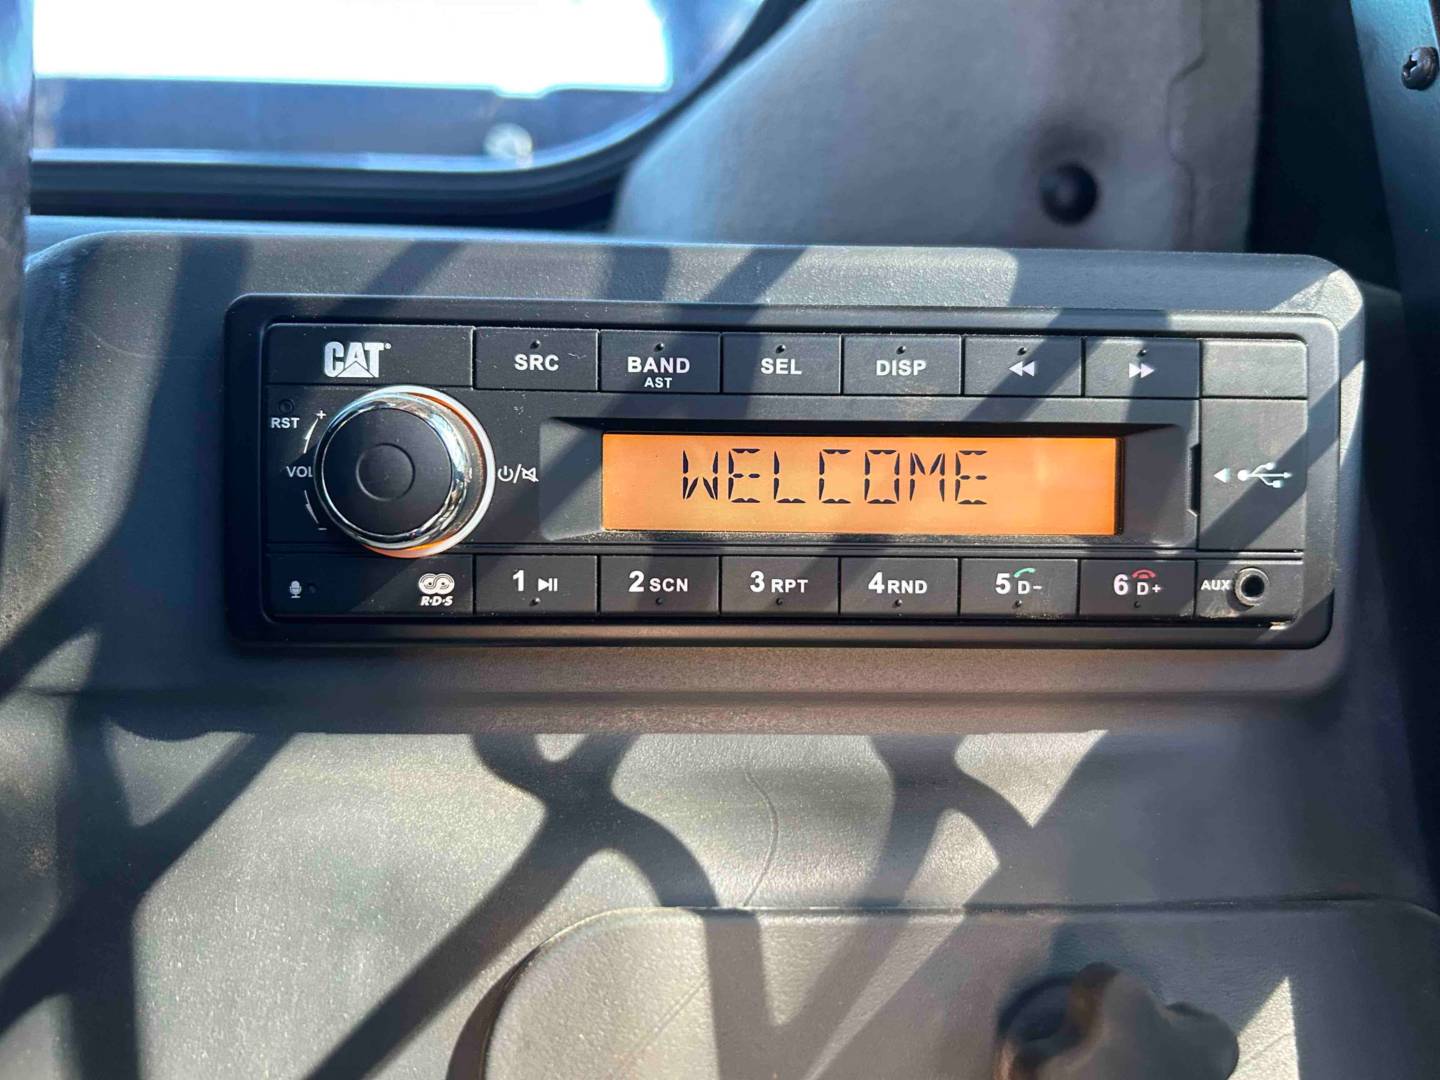 CAT
SRC
BAND
AST
SEL
DISP
RST
+
VOL
-
WELCOME
R·D·S
1
2 SCN
3 RPT
4 RND
5 D-
6 D+
AUX